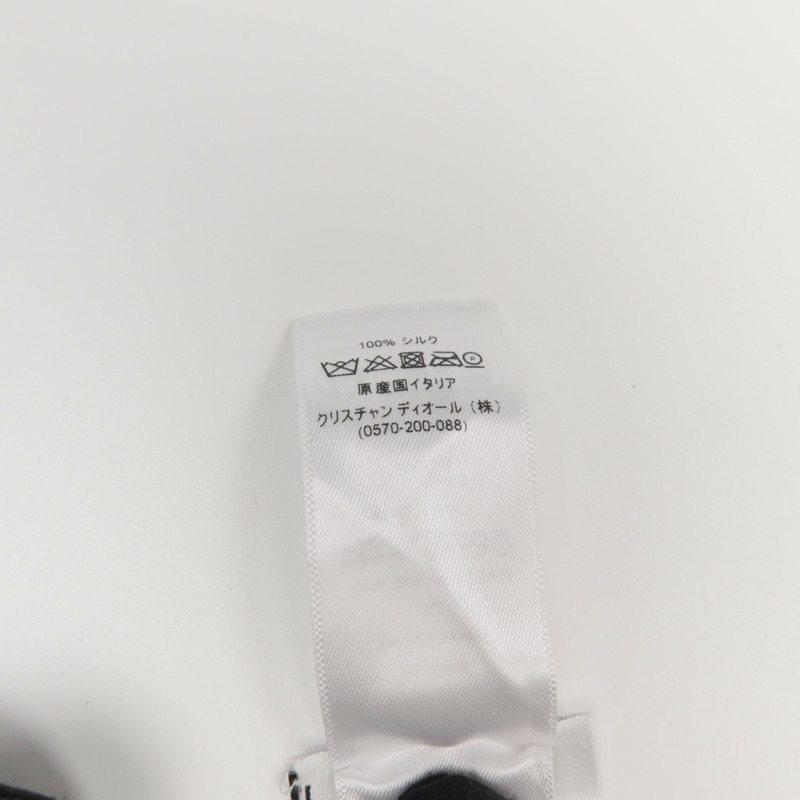 100% シルク
原産国イタリア
クリスチャン ディオール（株）
(0570-200-088)